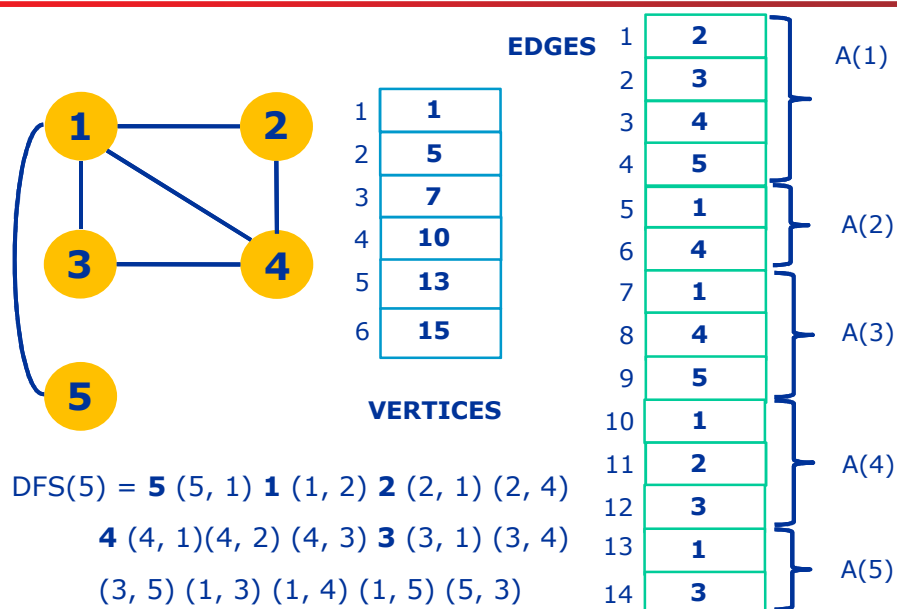 EDGES
1 2
2 3
3 4
4 5
5 1
6 4
7 1
8 4
9 5
10 1
11 2
12 3
13 1
14 3
A(1)
A(2)
A(3)
A(4)
A(5)
1
2
3
4
5
1 1
2 5
3 7
4 10
5 13
6 15
VERTICES
DFS(5) = 5 (5, 1) 1 (1, 2) 2 (2, 1) (2, 4)
4 (4, 1)(4, 2) (4, 3) 3 (3, 1) (3, 4)
(3, 5) (1, 3) (1, 4) (1, 5) (5, 3)